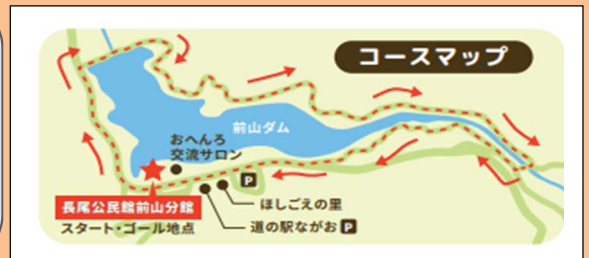 コースマップ
前山ダム
おへんろ
交流サロン
P
長尾公民館前山分館
スタート・ゴール地点
ほしごえの里
道の駅ながお P